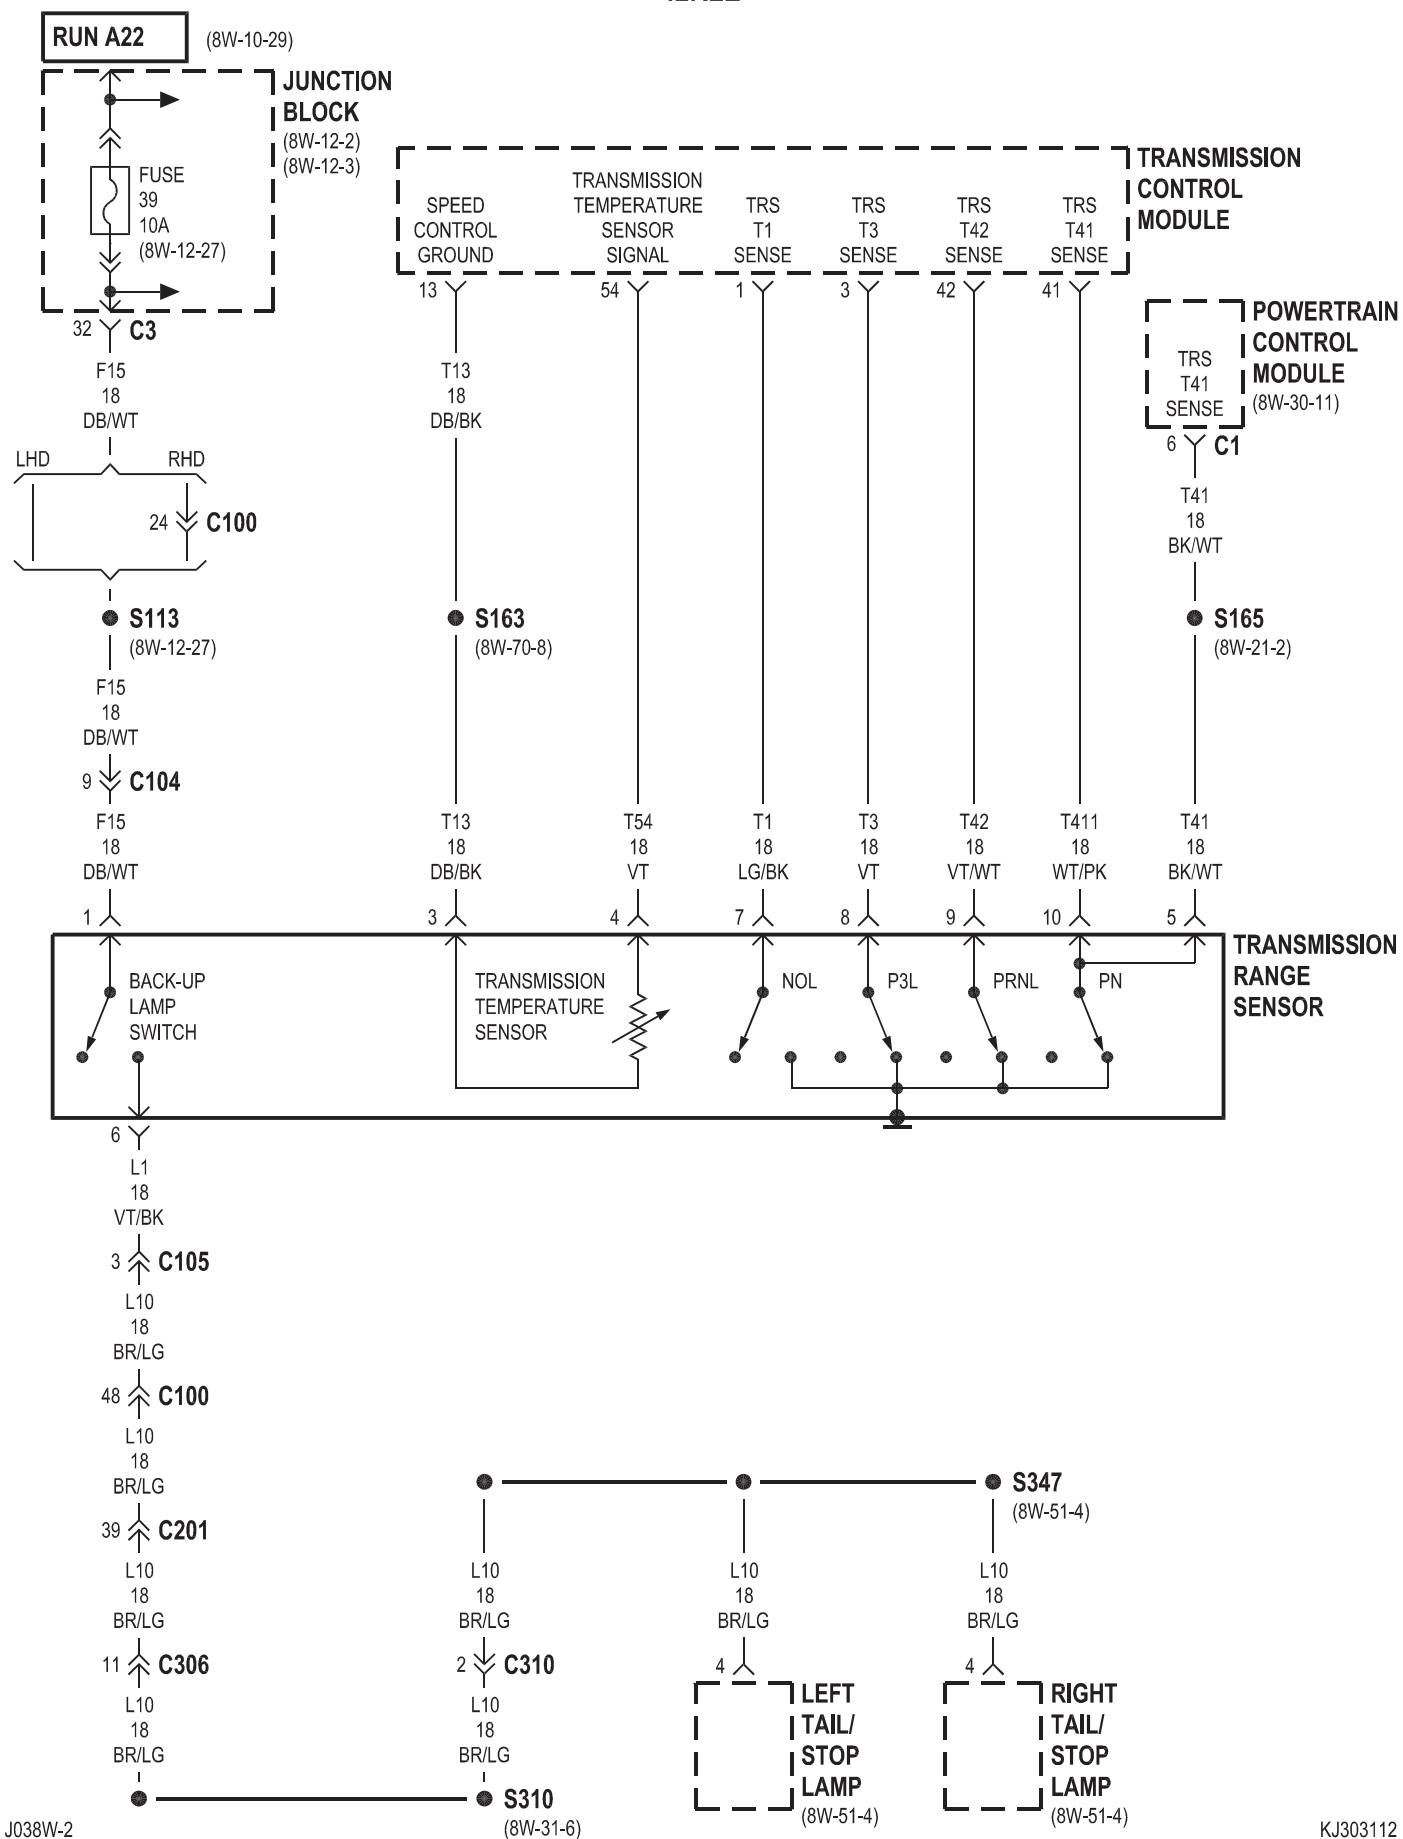 RUN A22
(8W-10-29)
JUNCTION
BLOCK
(8W-12-2)
(8W-12-3)
FUSE
39
10A
(8W-12-27)
32
C3
F15
18
DB/WT
LHD
RHD
24
C100
S113
(8W-12-27)
F15
18
DB/WT
9
C104
F15
18
DB/WT
1
TRANSMISSION
CONTROL
MODULE
SPEED
CONTROL
GROUND
TRANSMISSION
TEMPERATURE
SENSOR
SIGNAL
TRS
T1
SENSE
TRS
T3
SENSE
TRS
T42
SENSE
TRS
T41
SENSE
13
54
1
3
42
41
T13
18
DB/BK
S163
(8W-70-8)
POWERTRAIN
CONTROL
MODULE
(8W-30-11)
TRS
T41
SENSE
6
C1
T41
18
BK/WT
S165
(8W-21-2)
T13
18
DB/BK
T54
18
VT
T1
18
LG/BK
T3
18
VT
T42
18
VT/WT
T411
18
WT/PK
T41
18
BK/WT
3
4
7
8
9
10
5
TRANSMISSION
RANGE
SENSOR
BACK-UP
LAMP
SWITCH
TRANSMISSION
TEMPERATURE
SENSOR
NOL
P3L
PRNL
PN
6
L1
18
VT/BK
3
C105
L10
18
BR/LG
48
C100
L10
18
BR/LG
39
C201
L10
18
BR/LG
11
C306
L10
18
BR/LG
S347
(8W-51-4)
L10
18
BR/LG
2
C310
L10
18
BR/LG
S310
(8W-31-6)
L10
18
BR/LG
4
LEFT
TAIL/
STOP
LAMP
(8W-51-4)
L10
18
BR/LG
4
RIGHT
TAIL/
STOP
LAMP
(8W-51-4)
J038W-2
KJ303112